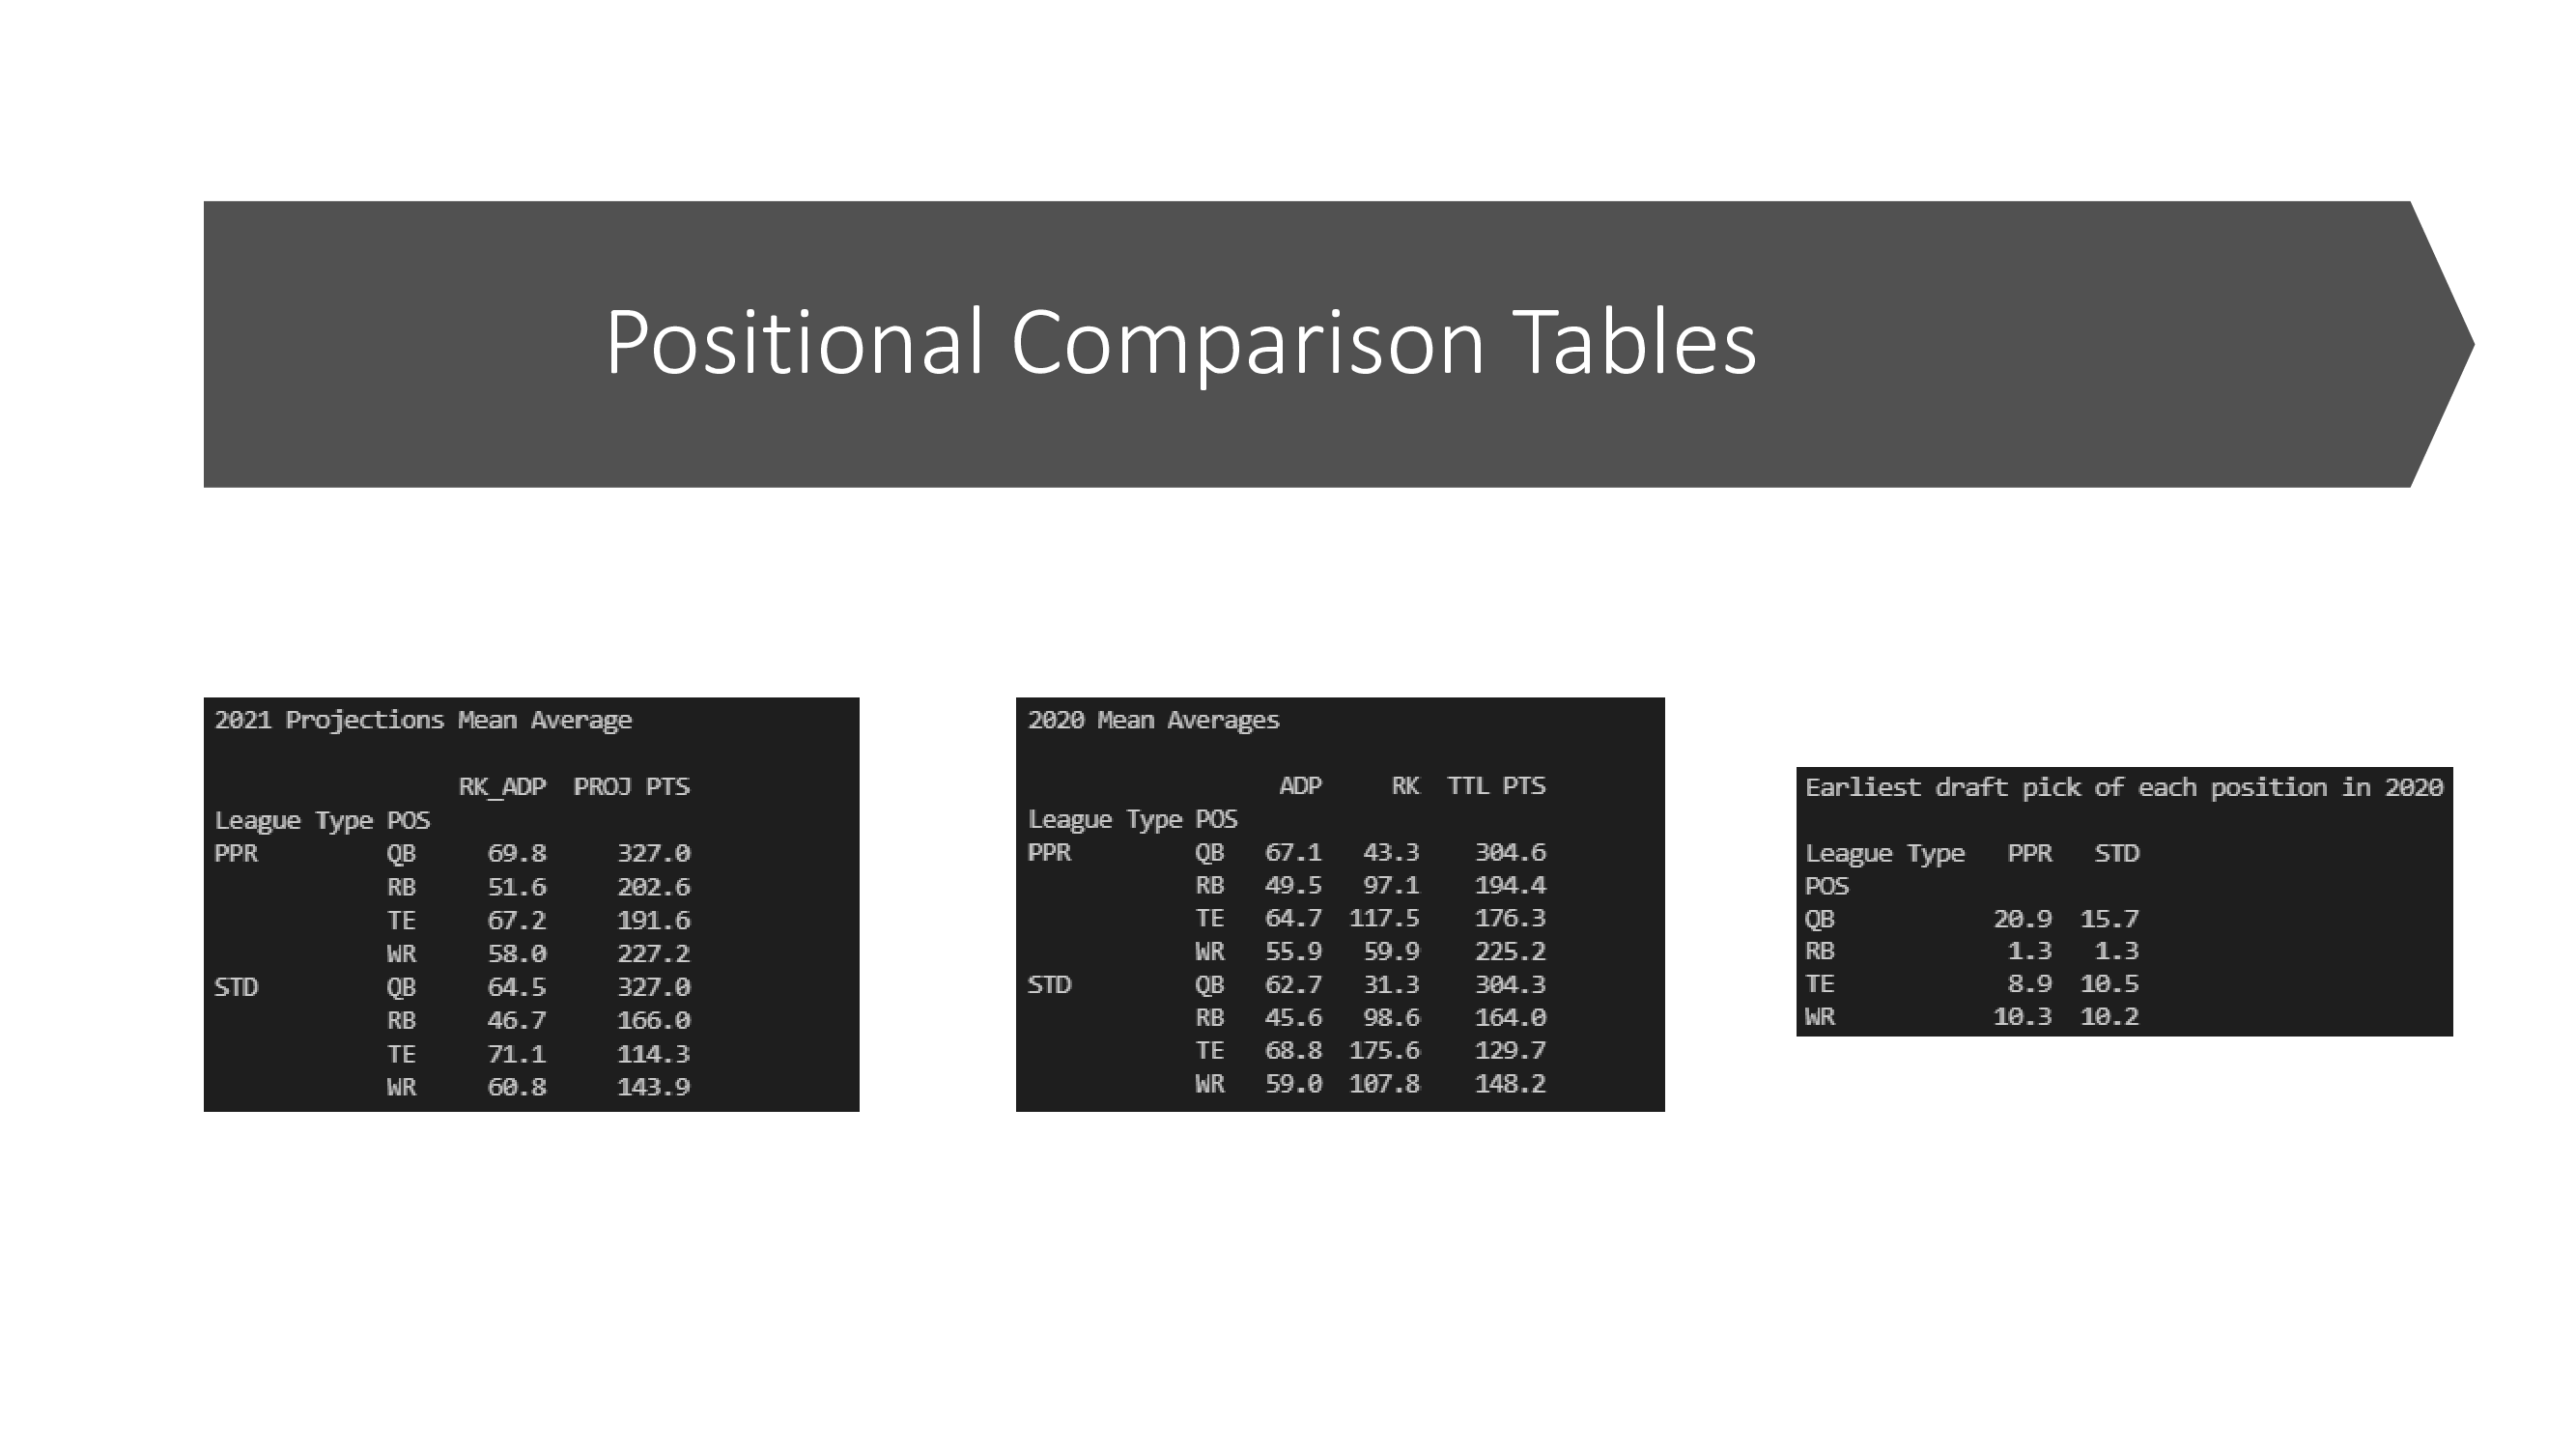 Positional Comparison Tables
2021 Projections Mean Average
RK_ADP PROJ PTS
League Type POS
PPR QB 69.8 327.0
RB 51.6 202.6
TE 67.2 191.6
WR 58.0 227.2
STD QB 64.5 327.0
RB 46.7 166.0
TE 71.1 114.3
WR 60.8 143.9
2020 Mean Averages
ADP RK TTL PTS
League Type POS
PPR QB 67.1 43.3 304.6
RB 49.5 97.1 194.4
TE 64.7 117.5 176.3
WR 55.9 59.9 225.2
STD QB 62.7 31.3 304.3
RB 45.6 98.6 164.0
TE 68.8 175.6 129.7
WR 59.0 107.8 148.2
Earliest draft pick of each position in 2020
League Type PPR STD
POS
QB 20.9 15.7
RB 1.3 1.3
TE 8.9 10.5
WR 10.3 10.2